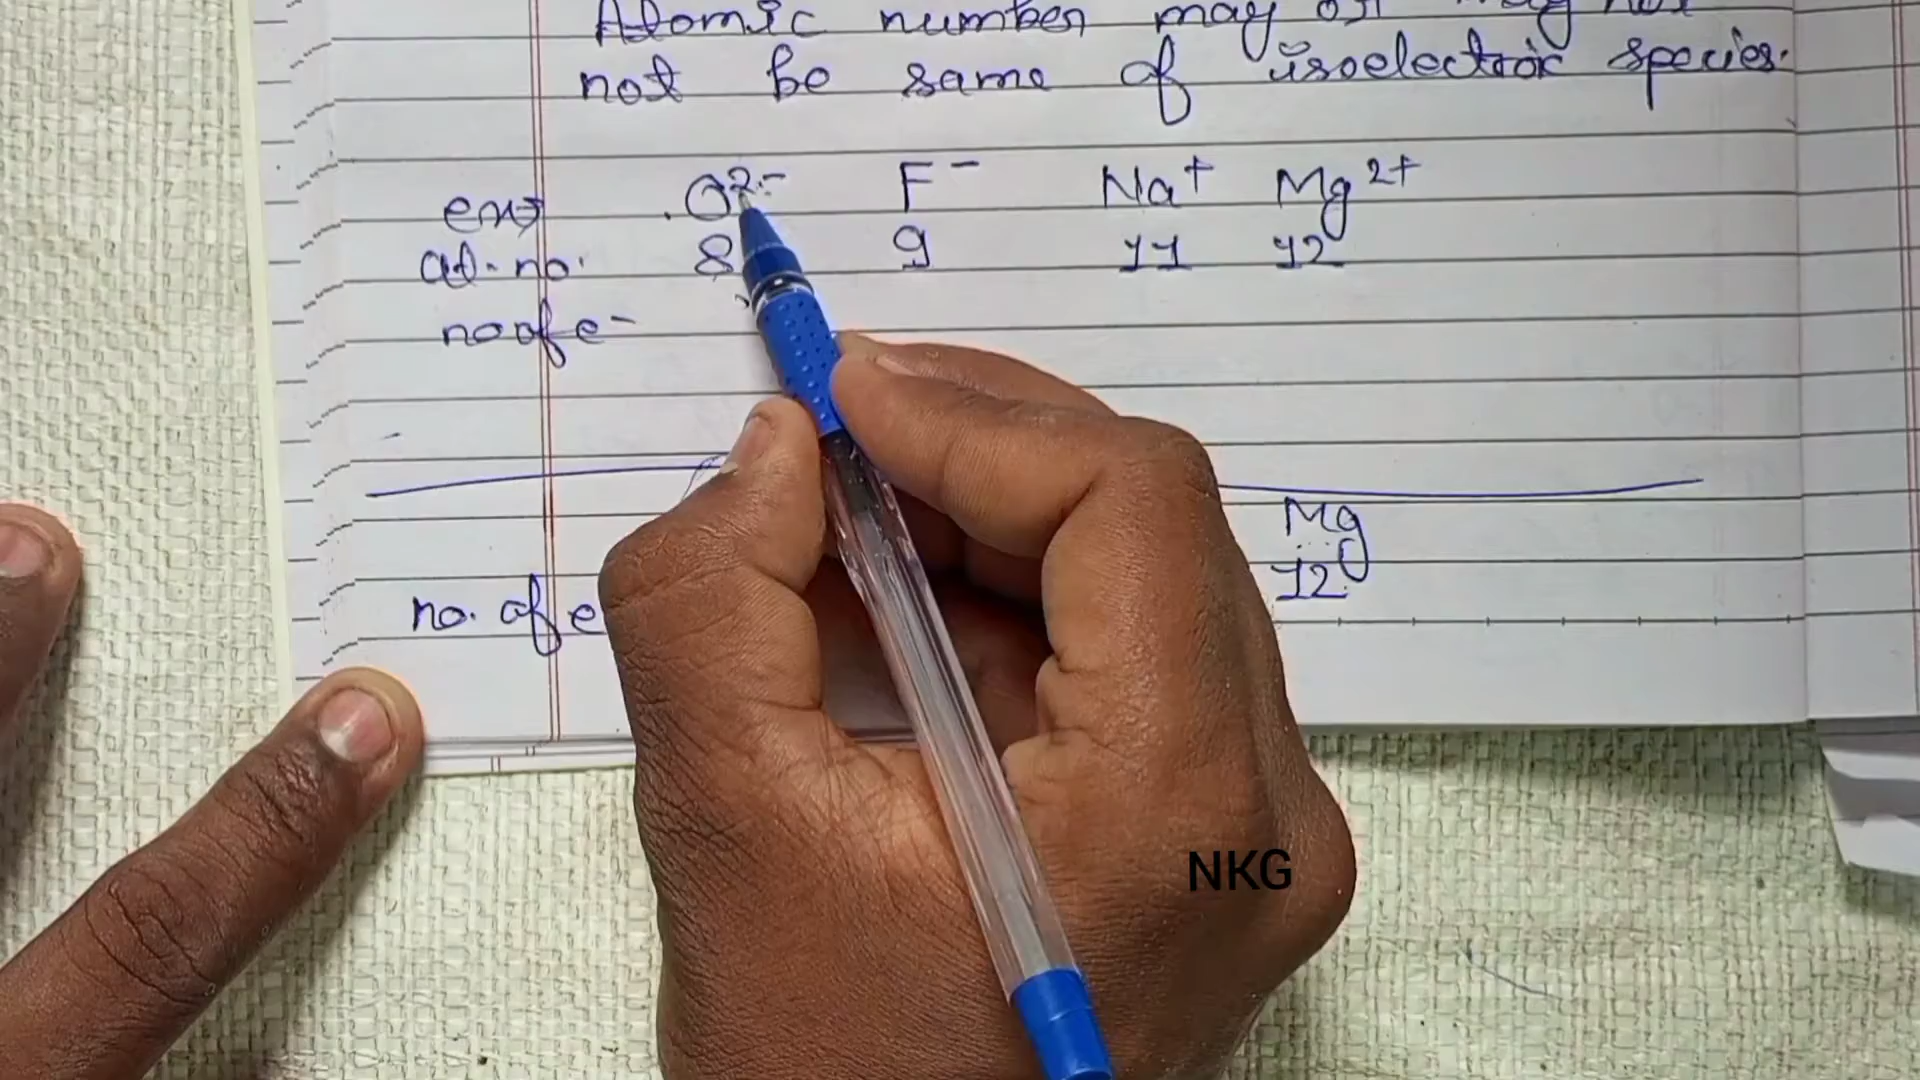 Atomic number may or may not
not be same of isoelectronic species.
ex→ O2- F- Na+ Mg2+
at. no. 8 9 11 12
no of e-
Mg
12
no. of e
NKG